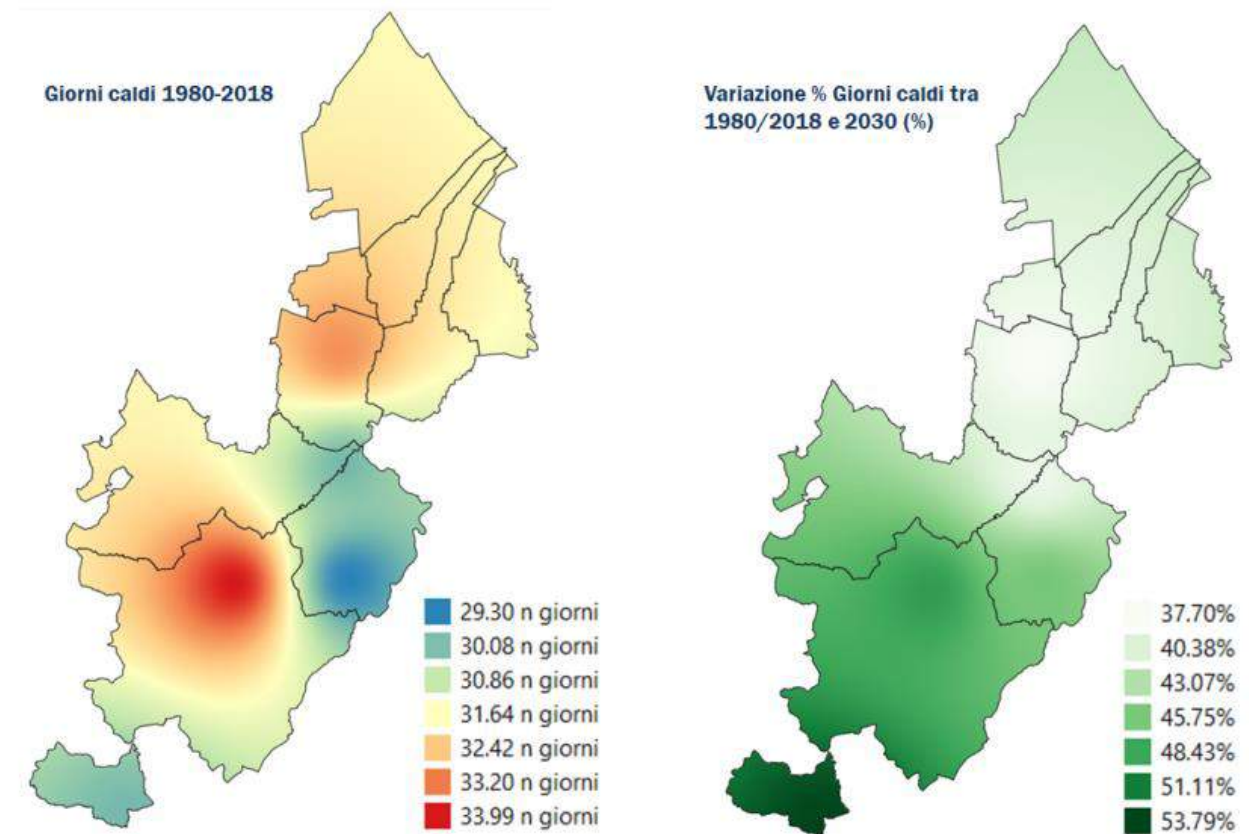 Giorni caldi 1980-2018
29.30 n giorni
30.08 n giorni
30.86 n giorni
31.64 n giorni
32.42 n giorni
33.20 n giorni
33.99 n giorni
Variazione % Giorni caldi tra
1980/2018 e 2030 (%)
37.70%
40.38%
43.07%
45.75%
48.43%
51.11%
53.79%